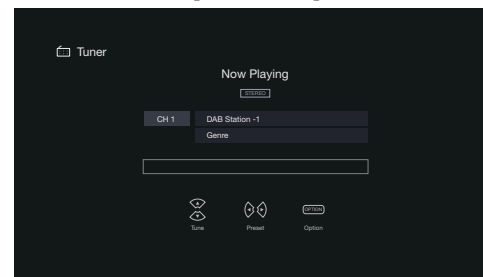 Tuner
Now Playing
STEREO
CH 1
DAB Station -1
Genre
OPTION
Tune
Preset
Option